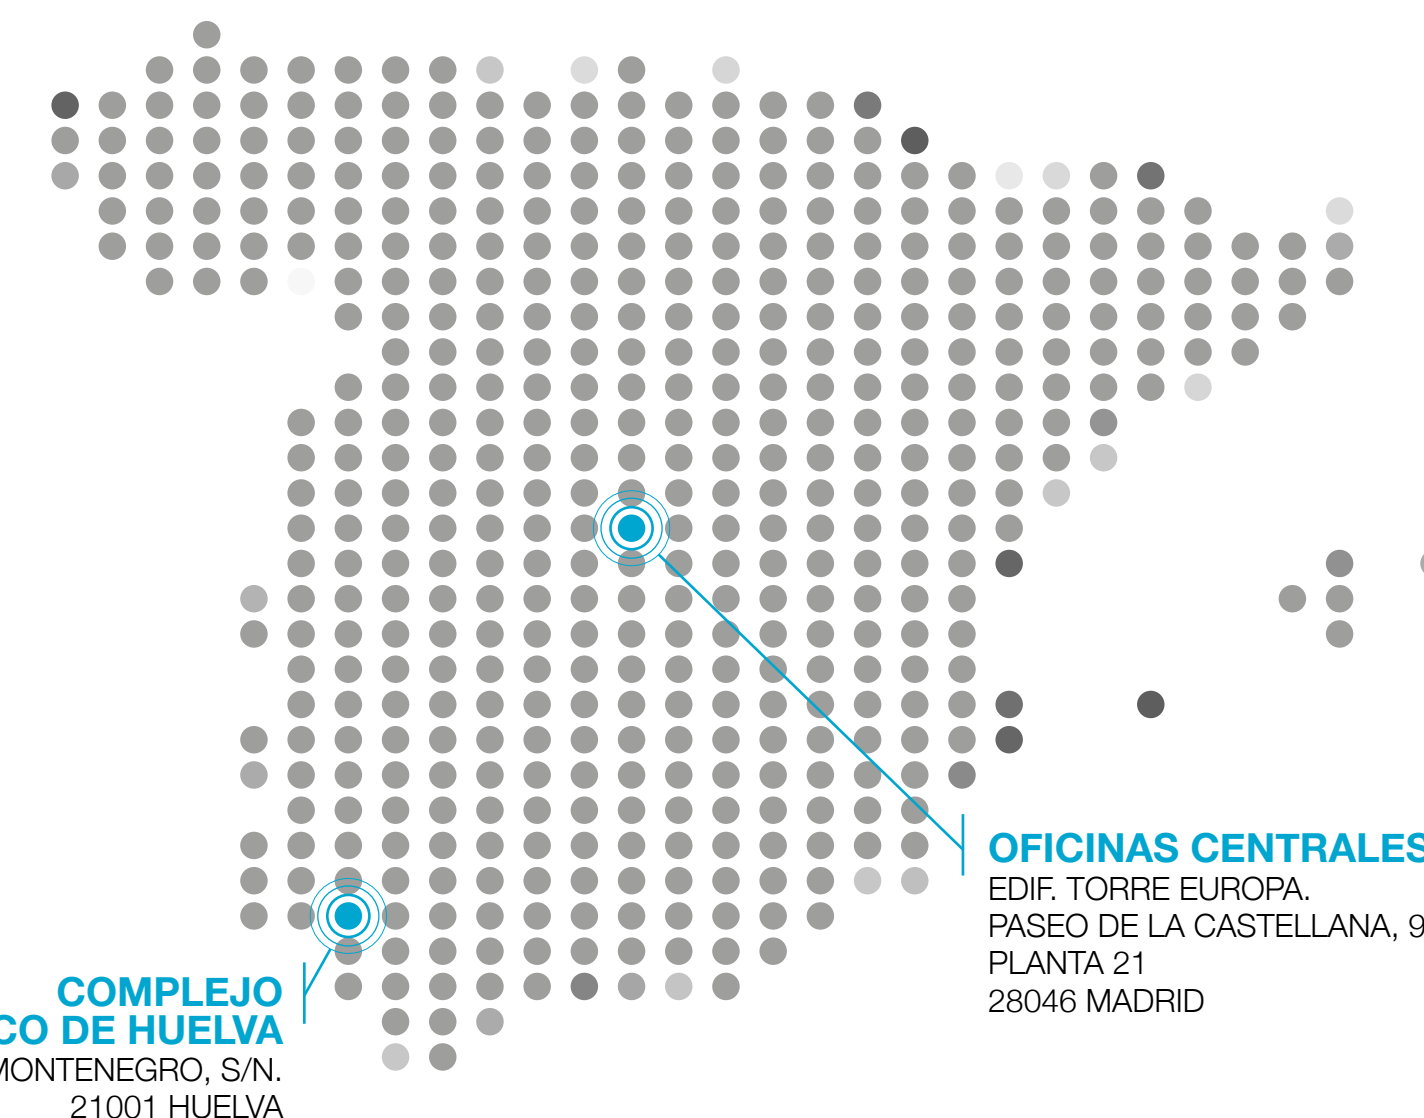 OFICINAS CENTRALES
EDIF. TORRE EUROPA.
PASEO DE LA CASTELLANA, 9
PLANTA 21
28046 MADRID
COMPLEJO
CO DE HUELVA
MONTENEGRO, S/N.
21001 HUELVA